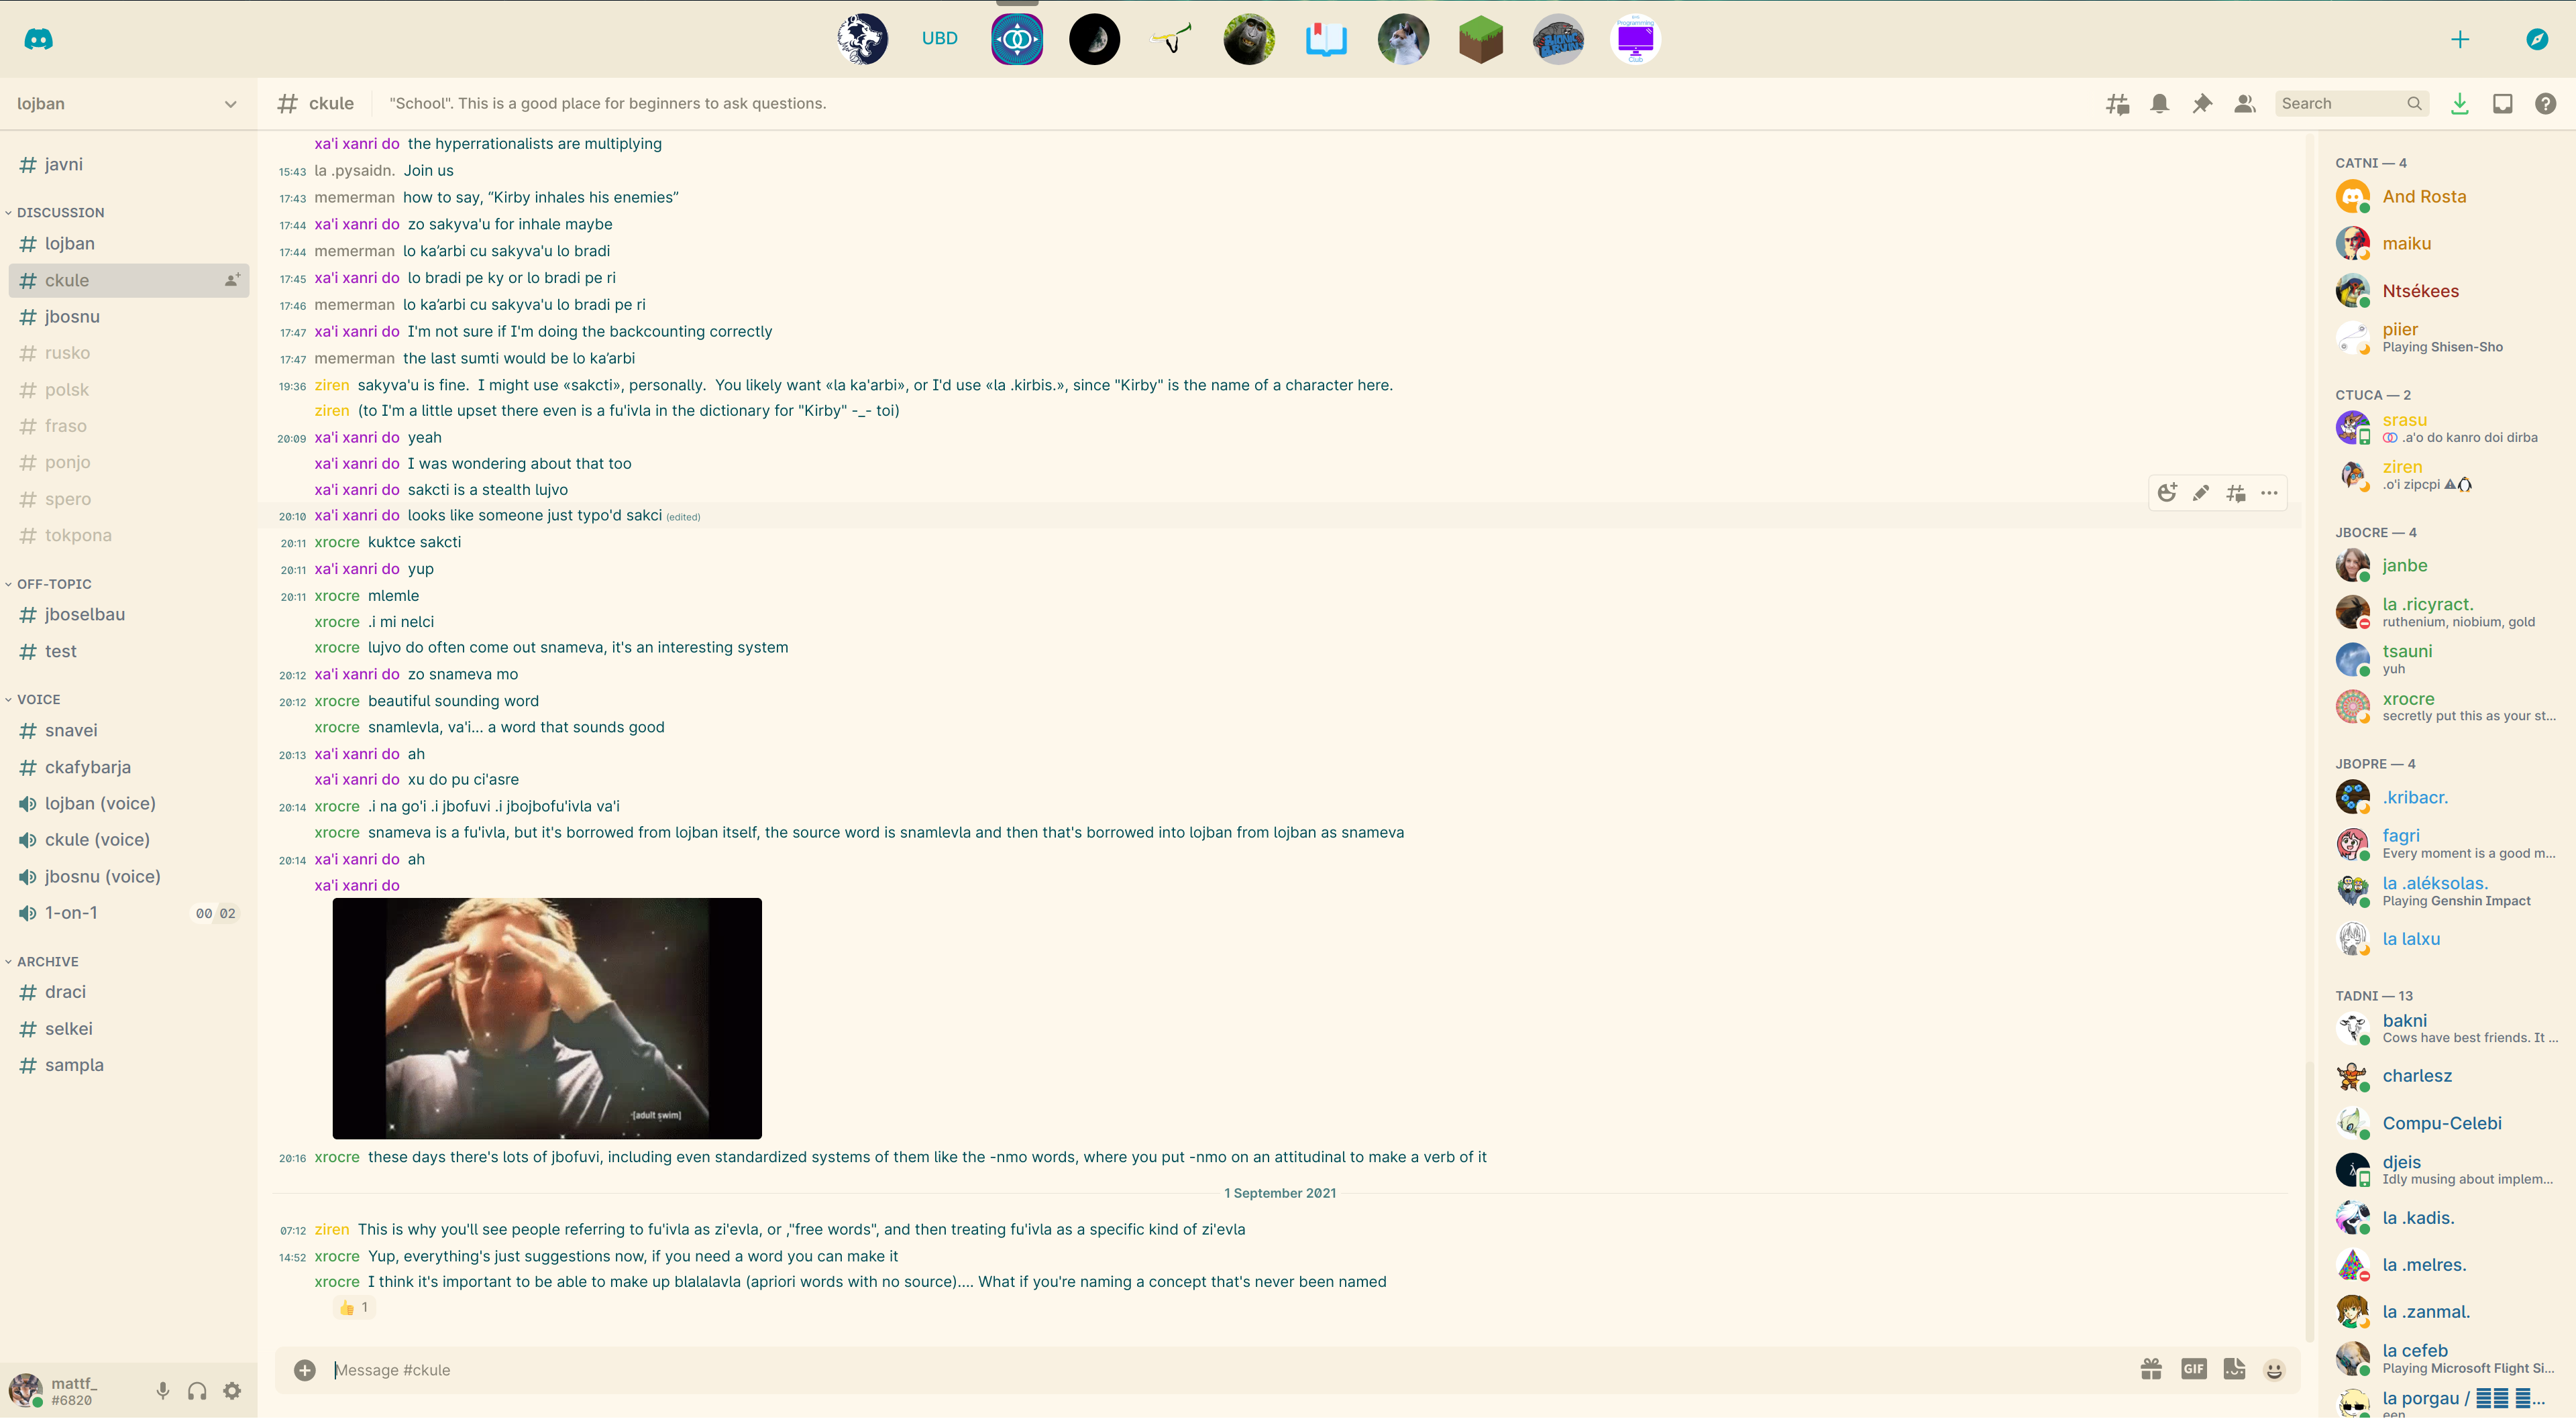 UBD
Programming
Club
lojban
# ckule
"School". This is a good place for beginners to ask questions.
Search
# javni
DISCUSSION
# lojban
# ckule
# jbosnu
# rusko
# polsk
# fraso
# ponjo
# spero
# tokpona
OFF-TOPIC
# jboselbau
# test
VOICE
# snavei
# ckafybarja
lojban (voice)
ckule (voice)
jbosnu (voice)
1-on-1 00 02
ARCHIVE
# draci
# selkei
# sampla
mattf_
#6820
xa'i xanri do the hyperrationalists are multiplying
15:43 la .pysaidn. Join us
17:43 memerman how to say, “Kirby inhales his enemies”
17:44 xa'i xanri do zo sakyva'u for inhale maybe
17:44 memerman lo ka’arbi cu sakyva'u lo bradi
17:45 xa'i xanri do lo bradi pe ky or lo bradi pe ri
17:46 memerman lo ka’arbi cu sakyva'u lo bradi pe ri
17:47 xa'i xanri do I'm not sure if I'm doing the backcounting correctly
17:47 memerman the last sumti would be lo ka’arbi
19:36 ziren sakyva'u is fine. I might use «sakcti», personally. You likely want «la ka'arbi», or I'd use «la .kirbis.», since "Kirby" is the name of a character here.
ziren (to I'm a little upset there even is a fu'ivla in the dictionary for "Kirby" -_- toi)
20:09 xa'i xanri do yeah
xa'i xanri do I was wondering about that too
xa'i xanri do sakcti is a stealth lujvo
20:10 xa'i xanri do looks like someone just typo'd sakci (edited)
20:11 xrocre kuktce sakcti
20:11 xa'i xanri do yup
20:11 xrocre mlemle
xrocre .i mi nelci
xrocre lujvo do often come out snameva, it's an interesting system
20:12 xa'i xanri do zo snameva mo
20:12 xrocre beautiful sounding word
xrocre snamlevla, va'i... a word that sounds good
20:13 xa'i xanri do ah
xa'i xanri do xu do pu ci'asre
20:14 xrocre .i na go'i .i jbofuvi .i jbojbofu'ivla va'i
xrocre snameva is a fu'ivla, but it's borrowed from lojban itself, the source word is snamlevla and then that's borrowed into lojban from lojban as snameva
20:14 xa'i xanri do ah
xa'i xanri do
[adult swim]
20:16 xrocre these days there's lots of jbofuvi, including even standardized systems of them like the -nmo words, where you put -nmo on an attitudinal to make a verb of it
1 September 2021
07:12 ziren This is why you'll see people referring to fu'ivla as zi'evla, or ,"free words", and then treating fu'ivla as a specific kind of zi'evla
14:52 xrocre Yup, everything's just suggestions now, if you need a word you can make it
xrocre I think it's important to be able to make up blalalavla (apriori words with no source).... What if you're naming a concept that's never been named
👍 1
Message #ckule
GIF
CATNI — 4
And Rosta
maiku
Ntsékees
piier
Playing Shisen-Sho
CTUCA — 2
srasu
.a'o do kanro doi dirba
ziren
.o'i zipcpi ⚠🐧
JBOCRE — 4
janbe
la .ricyract.
ruthenium, niobium, gold
tsauni
yuh
xrocre
secretly put this as your st...
JBOPRE — 4
.kribacr.
fagri
Every moment is a good m...
la .aléksolas.
Playing Genshin Impact
la lalxu
TADNI — 13
bakni
Cows have best friends. It ...
charlesz
Compu-Celebi
djeis
Idly musing about implem...
la .kadis.
la .melres.
la .zanmal.
la cefeb
Playing Microsoft Flight Si...
la porgau /